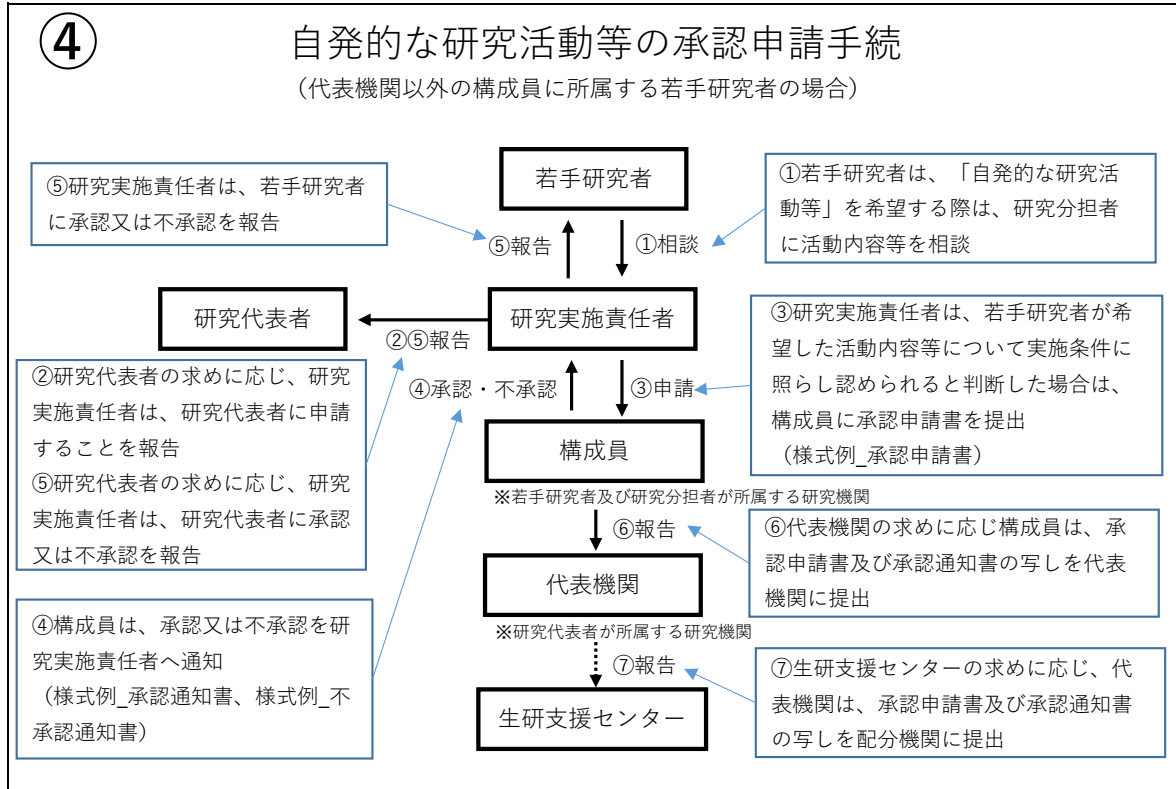 ④
自発的な研究活動等の承認申請手続
（代表機関以外の構成員に所属する若手研究者の場合）
⑤研究実施責任者は、若手研究者
に承認又は不承認を報告
若手研究者
①若手研究者は、「自発的な研究活
動等」を希望する際は、研究分担者
に活動内容等を相談
⑤報告
①相談
研究代表者
研究実施責任者
②⑤報告
②研究代表者の求めに応じ、研究
実施責任者は、研究代表者に申請
することを報告
⑤研究代表者の求めに応じ、研究
実施責任者は、研究代表者に承認
又は不承認を報告
④承認・不承認
③申請
③研究実施責任者は、若手研究者が希
望した活動内容等について実施条件に
照らし認められると判断した場合は、
構成員に承認申請書を提出
（様式例_承認申請書）
構成員
※若手研究者及び研究分担者が所属する研究機関
⑥報告
⑥代表機関の求めに応じ構成員は、承
認申請書及び承認通知書の写しを代表
機関に提出
代表機関
※研究代表者が所属する研究機関
④構成員は、承認又は不承認を研
究実施責任者へ通知
（様式例_承認通知書、様式例_不
承認通知書）
⑦報告
⑦生研支援センターの求めに応じ、代
表機関は、承認申請書及び承認通知書
の写しを配分機関に提出
生研支援センター